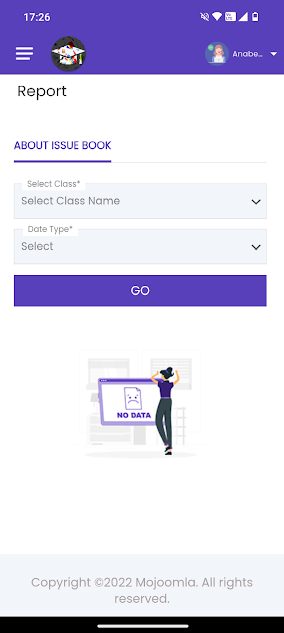 17:26
Anabe...
Report
ABOUT ISSUE BOOK
Select Class*
Select Class Name
Date Type*
Select
GO
NO DATA
Copyright ©2022 Mojoomla. All rights
reserved.